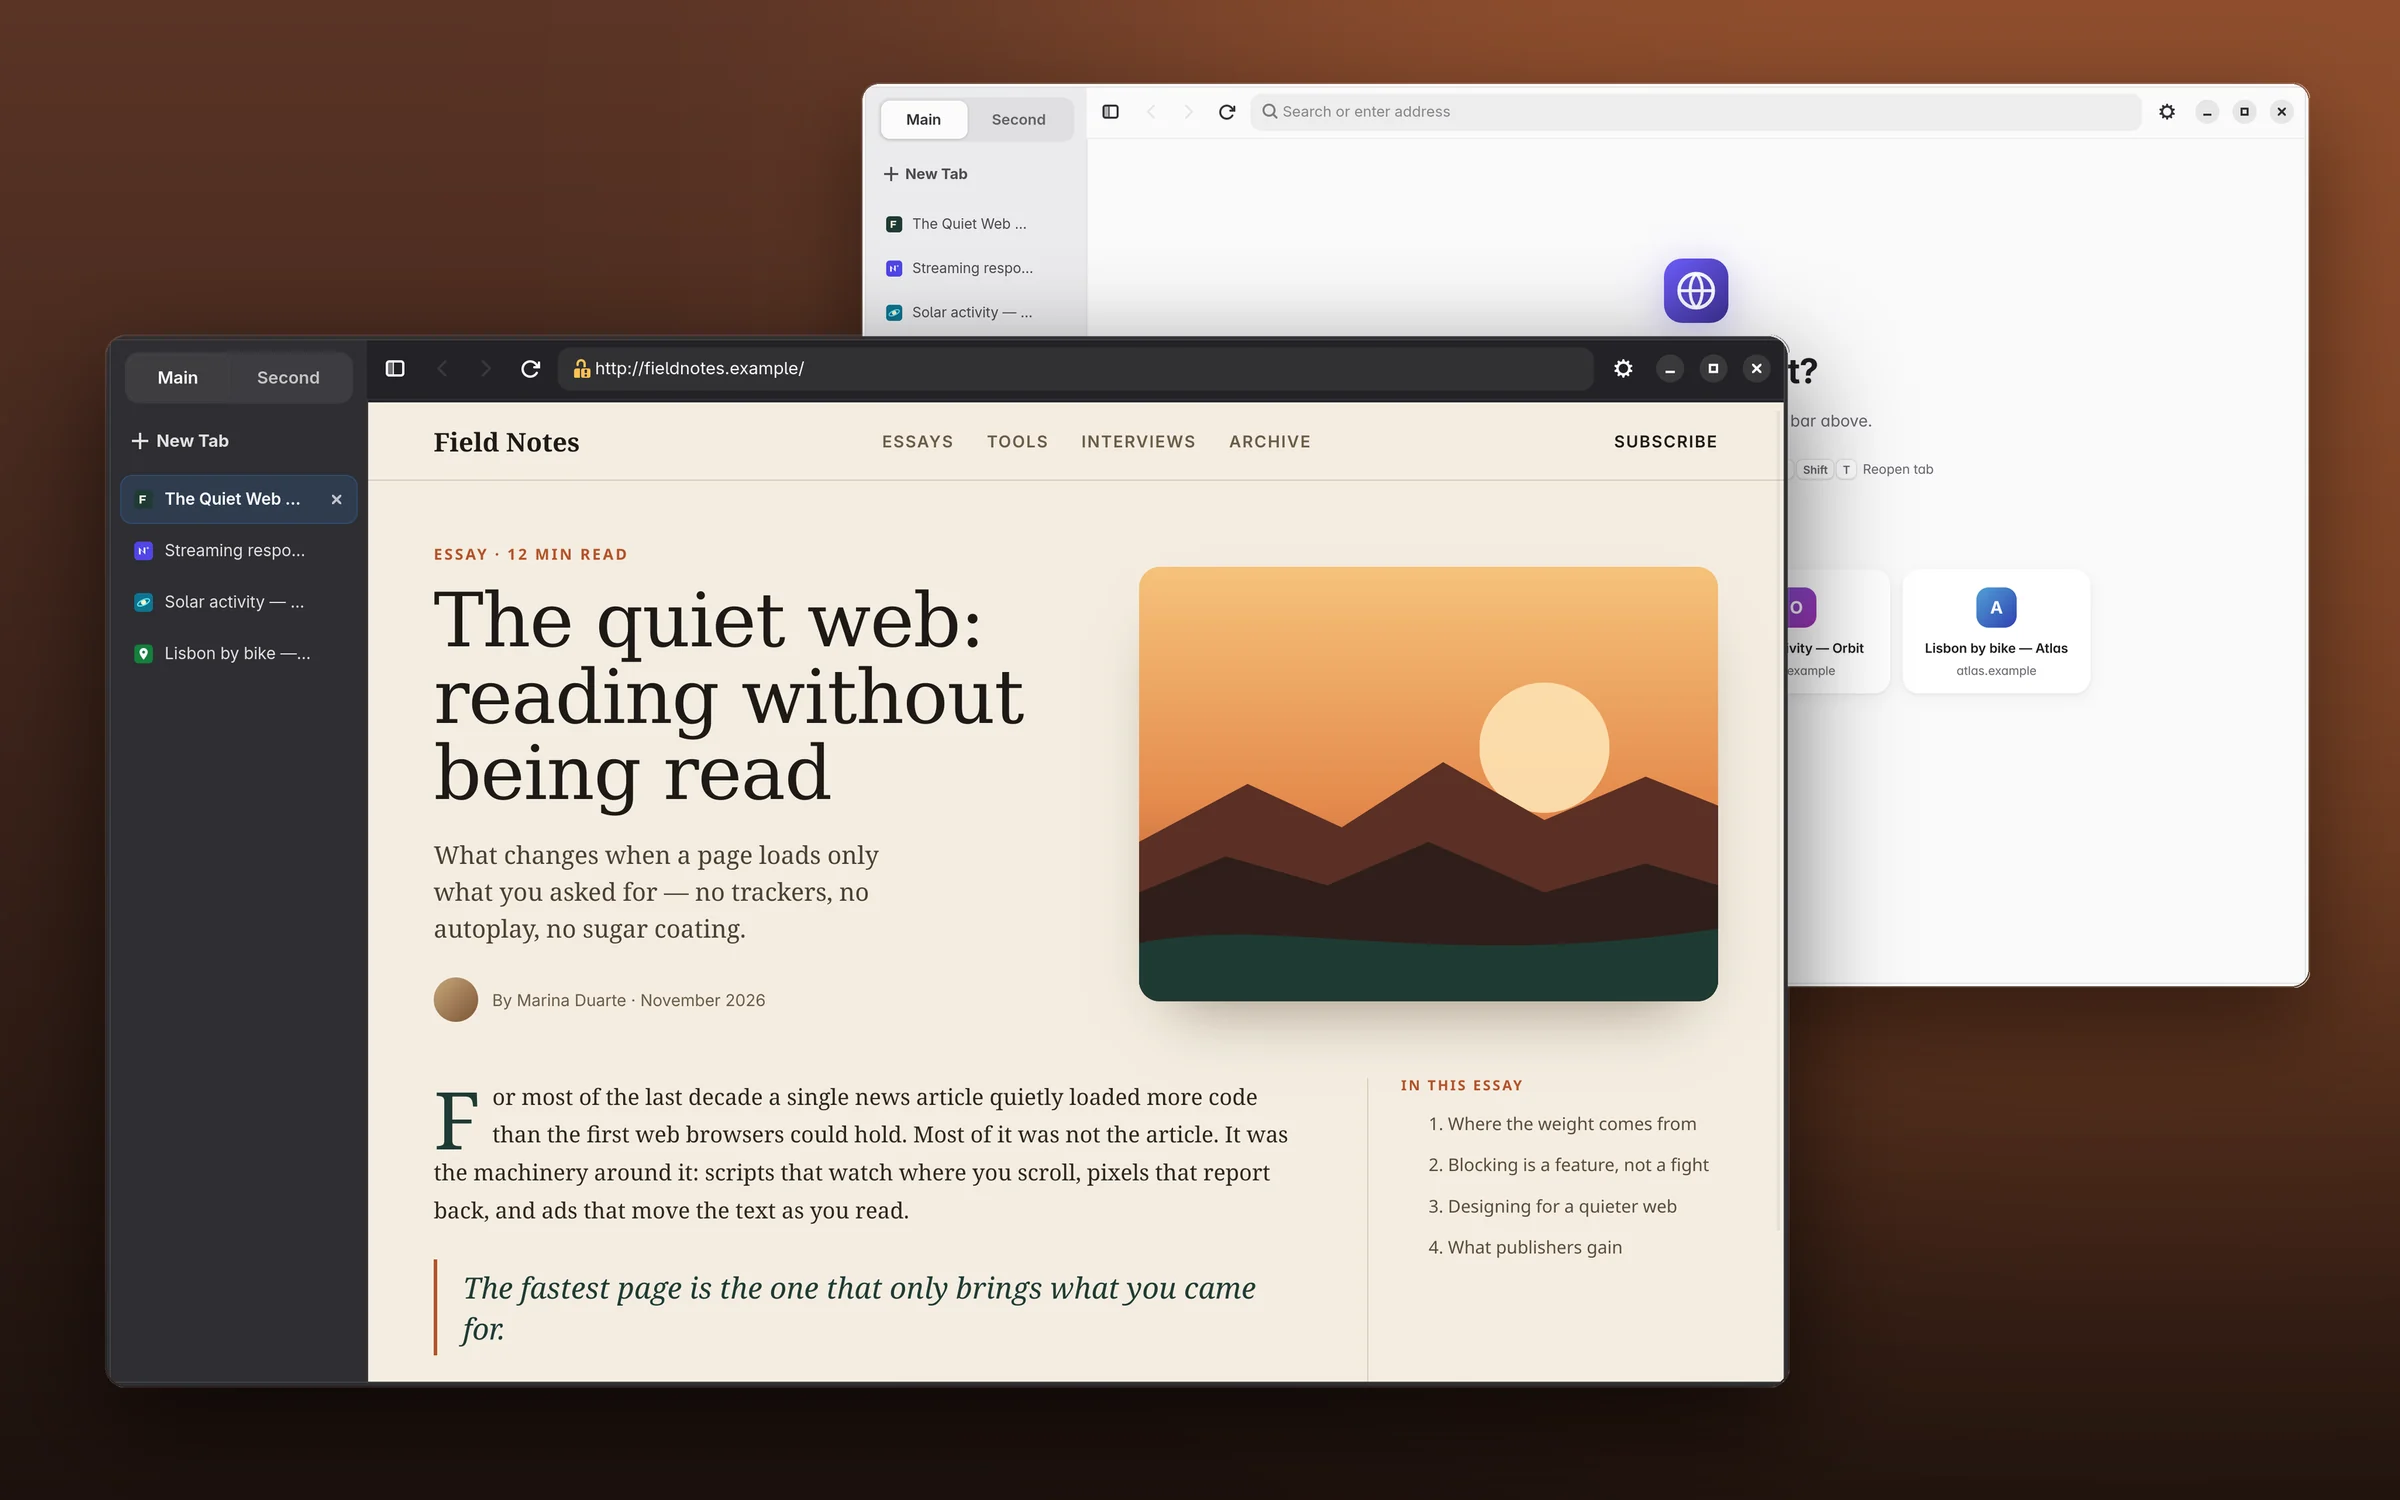 Main
Second
Search or enter address
New Tab
F
The Quiet Web ...
N
Streaming respo...
Solar activity — ...
t?
bar above.
Shift T Reopen tab
O
vity — Orbit
example
A
Lisbon by bike — Atlas
atlas.example
Main
Second
http://fieldnotes.example/
New Tab
F
The Quiet Web ...
N
Streaming respo...
Solar activity — ...
Lisbon by bike —...
Field Notes
ESSAYS
TOOLS
INTERVIEWS
ARCHIVE
SUBSCRIBE
ESSAY · 12 MIN READ
The quiet web:
reading without
being read
What changes when a page loads only
what you asked for — no trackers, no
autoplay, no sugar coating.
By Marina Duarte · November 2026
For most of the last decade a single news article quietly loaded more code
than the first web browsers could hold. Most of it was not the article. It was
the machinery around it: scripts that watch where you scroll, pixels that report
back, and ads that move the text as you read.
The fastest page is the one that only brings what you came
for.
IN THIS ESSAY
1. Where the weight comes from
2. Blocking is a feature, not a fight
3. Designing for a quieter web
4. What publishers gain